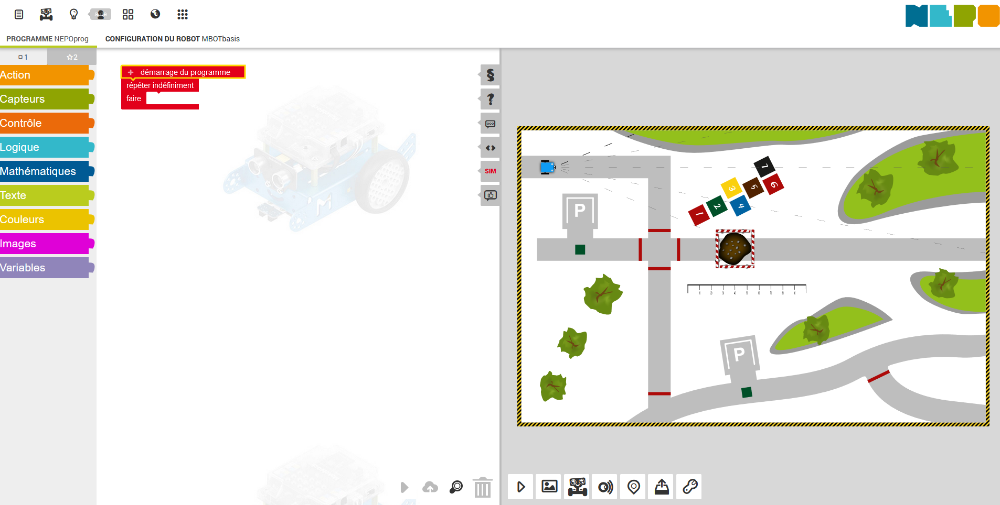 NEPO
PROGRAMME NEPOprog
CONFIGURATION DU ROBOT MBOTbasis
1
2
Action
Capteurs
Contrôle
Logique
Mathématiques
Texte
Couleurs
Images
Variables
+ démarrage du programme
répéter indéfiniment
faire
M
§
?
SIM
P
7
3
5
6
2
4
1
P